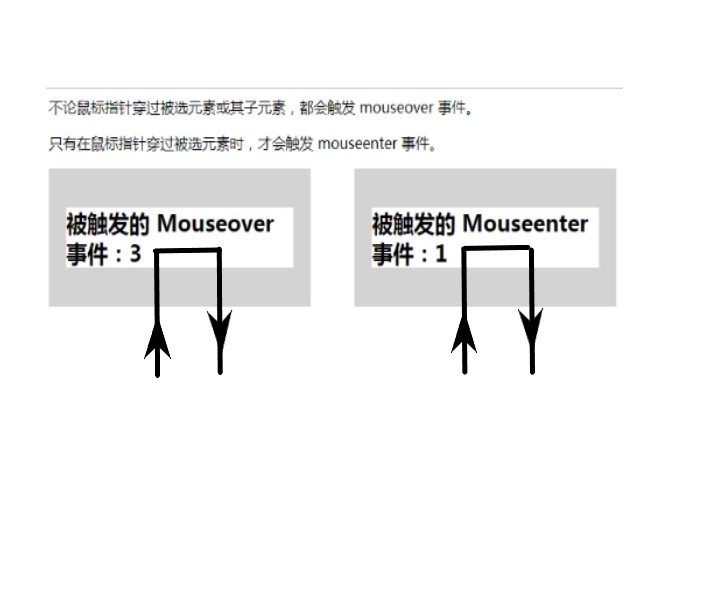 不论鼠标指针穿过被选元素或其子元素，都会触发 mouseover 事件。
只有在鼠标指针穿过被选元素时，才会触发 mouseenter 事件。
被触发的 Mouseover
事件：3
被触发的 Mouseenter
事件：1